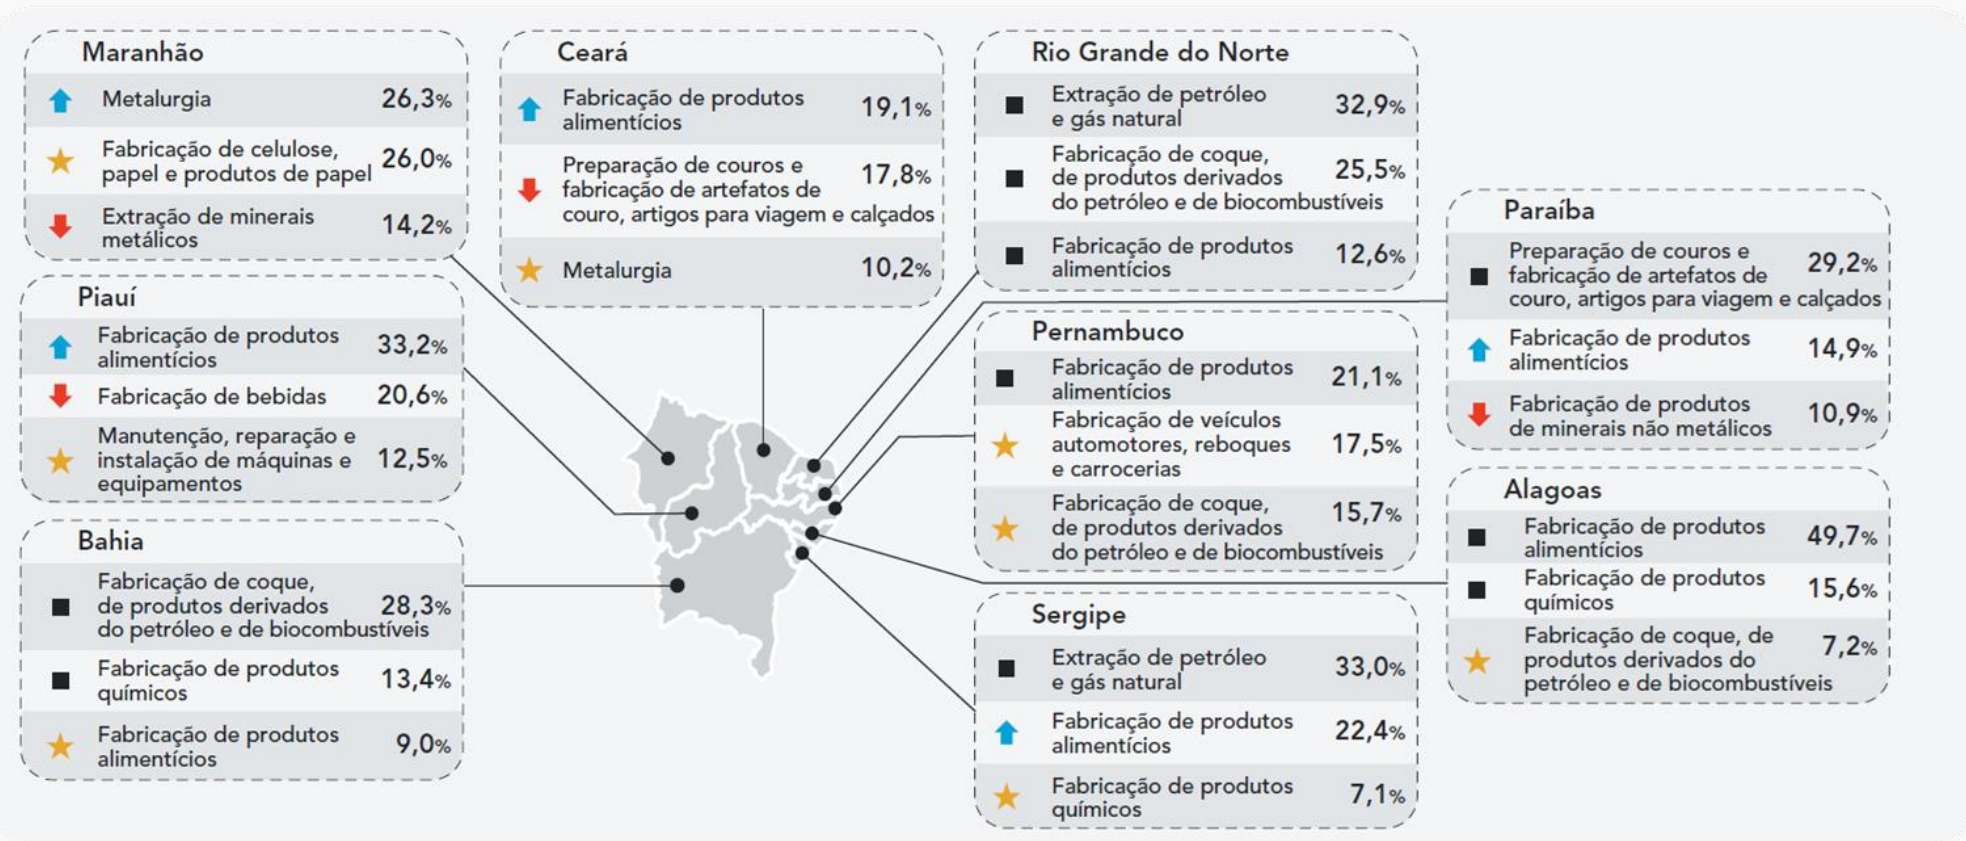 Maranhão
Metalurgia 26,3%
Fabricação de celulose,
papel e produtos de papel 26,0%
Extração de minerais
metálicos 14,2%
Ceará
Fabricação de produtos
alimentícios 19,1%
Preparação de couros e
fabricação de artefatos de 17,8%
couro, artigos para viagem e calçados
Metalurgia 10,2%
Rio Grande do Norte
Extração de petróleo
e gás natural 32,9%
Fabricação de coque,
de produtos derivados 25,5%
do petróleo e de biocombustíveis
Fabricação de produtos
alimentícios 12,6%
Paraíba
Preparação de couros e
fabricação de artefatos de 29,2%
couro, artigos para viagem e calçados
Fabricação de produtos
alimentícios 14,9%
Fabricação de produtos
de minerais não metálicos 10,9%
Piauí
Fabricação de produtos
alimentícios 33,2%
Fabricação de bebidas 20,6%
Manutenção, reparação e
instalação de máquinas e 12,5%
equipamentos
Pernambuco
Fabricação de produtos
alimentícios 21,1%
Fabricação de veículos
automotores, reboques 17,5%
e carrocerias
Fabricação de coque,
de produtos derivados 15,7%
do petróleo e de biocombustíveis
Alagoas
Fabricação de produtos
alimentícios 49,7%
Fabricação de produtos
químicos 15,6%
Fabricação de coque, de
produtos derivados do 7,2%
petróleo e de biocombustíveis
Bahia
Fabricação de coque,
de produtos derivados 28,3%
do petróleo e de biocombustíveis
Fabricação de produtos
químicos 13,4%
Fabricação de produtos
alimentícios 9,0%
Sergipe
Extração de petróleo
e gás natural 33,0%
Fabricação de produtos
alimentícios 22,4%
Fabricação de produtos
químicos 7,1%